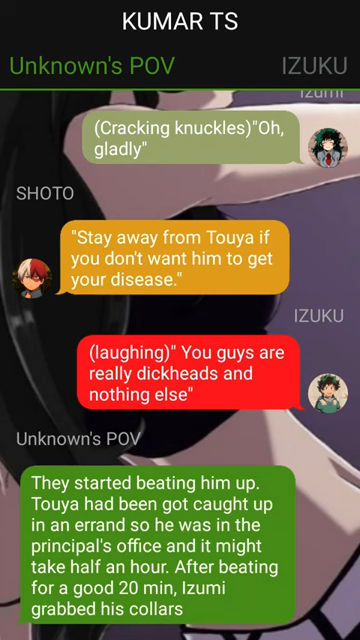 KUMAR TS
Unknown's POV
IZUKU
Izumi
(Cracking knuckles)"Oh,
gladly"
SHOTO
"Stay away from Touya if
you don't want him to get
your disease."
IZUKU
(laughing)" You guys are
really dickheads and
nothing else"
Unknown's POV
They started beating him up.
Touya had been got caught up
in an errand so he was in the
principal's office and it might
take half an hour. After beating
for a good 20 min, Izumi
grabbed his collars